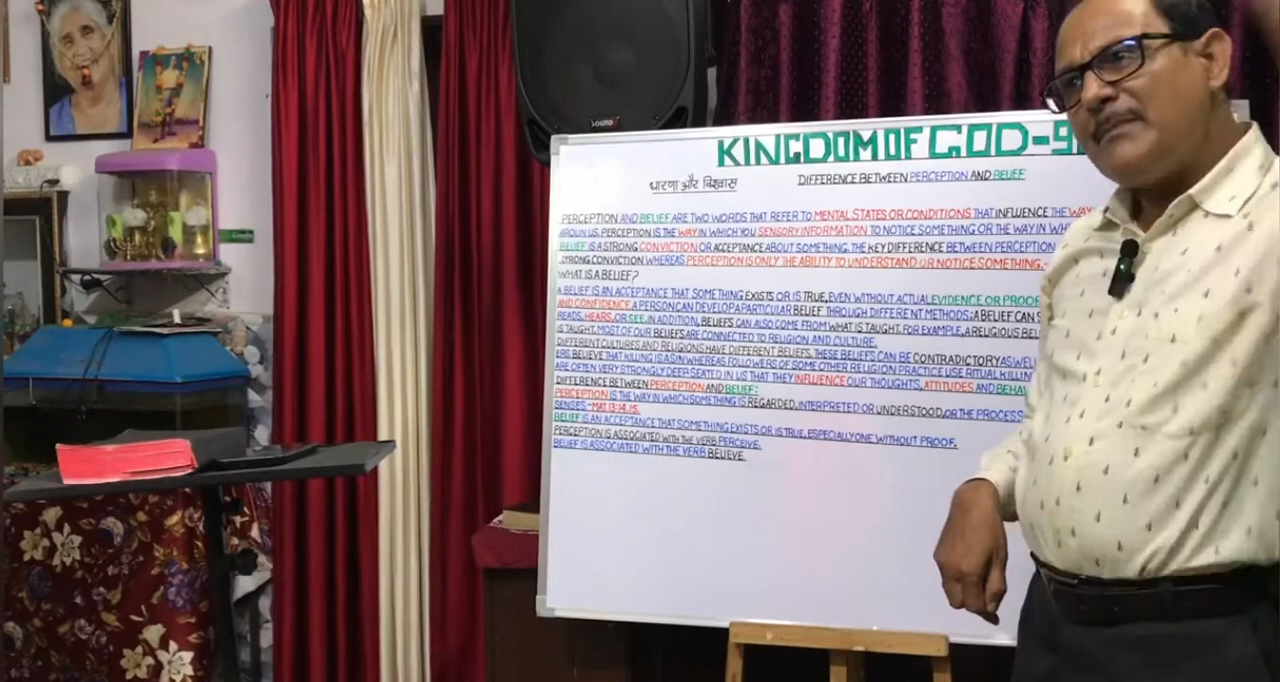 KINGDOM OF GOD-9
धारणा और विश्वास
DIFFERENCE BETWEEN PERCEPTION AND BELIEF
PERCEPTION AND BELIEF ARE TWO WORDS THAT REFER TO MENTAL STATES OR CONDITIONS THAT INFLUENCE THE WAY
AROUN US. PERCEPTION IS THE WAY IN WHICH YOU SENSORY INFORMATION TO NOTICE SOMETHING OR THE WAY IN
BELIEF IS A STRONG CONVICTION OR ACCEPTANCE ABOUT SOMETHING. THE KEY DIFFERENCE BETWEEN PERCEPTION
STRONG CONVICTION WHEREAS PERCEPTION IS ONLY THE ABILITY TO UNDERSTAND OR NOTICE SOMETHING.-
WHAT IS A BELIEF?
A BELIEF IS AN ACCEPTANCE THAT SOMETHING EXISTS OR IS TRUE, EVEN WITHOUT ACTUAL EVIDENCE OR PROOF
AND CONFIDENCE. A PERSON CAN DEVELOP A PARTICULAR BELIEF THROUGH DIFFERENT METHODS; A BELIEF CAN
READS, HEARS, OR SEE. IN ADDITION, BELIEFS CAN ALSO COME FROM WHAT IS TAUGHT. FOR EXAMPLE, A RELIGIOUS
IS TAUGHT. MOST OF OUR BELIEFS ARE CONNECTED TO RELIGION AND CULTURE.
DIFFERENT CULTURES AND RELIGIONS HAVE DIFFERENT BELIEFS. THESE BELIEFS CAN BE CONTRADICTORY AS
ERS BELIEVE THAT KILLING IS A SIN WHEREAS FOLLOWERS OF SOME OTHER RELIGION PRACTICE USE RITUAL
ARE OFTEN VERY STRONGLY DEEP SEATED IN US THAT THEY INFLUENCE OUR THOUGHTS, ATTITUDES AND
DIFFERENCE BETWEEN PERCEPTION AND BELIEF:
PERCEPTION IS THE WAY IN WHICH SOMETHING IS REGARDED, INTERPRETED OR UNDERSTOOD, OR THE PROCESS
SENSES-MAT.13:14,15.
BELIEF IS AN ACCEPTANCE THAT SOMETHING EXISTS OR IS TRUE, ESPECIALLY ONE WITHOUT PROOF.
PERCEPTION IS ASSOCIATED WITH THE VERB PERCEIVE.
BELIEF IS ASSOCIATED WITH THE VERB BELIEVE.